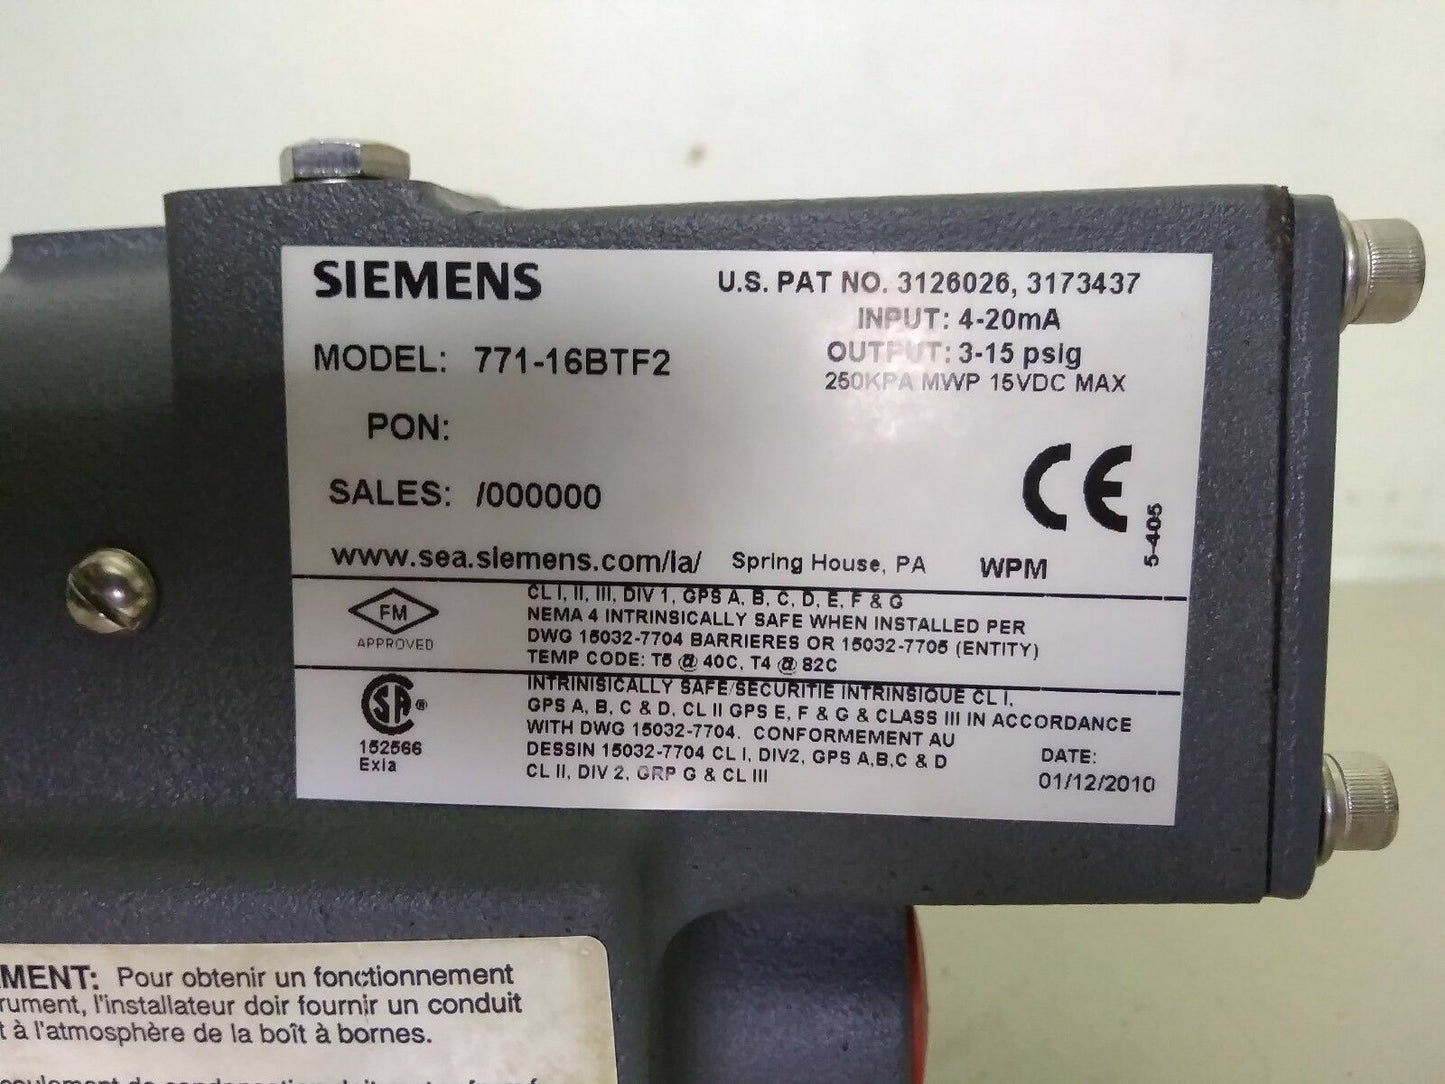 SIEMENS
U.S. PAT NO. 3126026, 3173437
INPUT: 4-20mA
MODEL: 771-16BTF2
OUTPUT: 3-15 psig
250KPA MWP 15VDC MAX
PON:
SALES: /000000
CE
5-405
www.sea.siemens.com/ia/ Spring House, PA WPM
FM
APPROVED
CL I, II, III, DIV 1, GPS A, B, C, D, E, F & G
NEMA 4 INTRINSICALLY SAFE WHEN INSTALLED PER
DWG 15032-7704 BARRIERES OR 15032-7705 (ENTITY)
TEMP CODE: T5 @ 40C, T4 @ 82C
SA ®
152566
Exia
INTRINISICALLY SAFE/SECURITIE INTRINSIQUE CL I,
GPS A, B, C & D, CL II GPS E, F & G & CLASS III IN ACCORDANCE
WITH DWG 15032-7704. CONFORMEMENT AU
DESSIN 15032-7704 CL I, DIV2, GPS A,B,C & D
CL II, DIV 2, GRP G & CL III
DATE:
01/12/2010
EMENT: Pour obtenir un fonctionnement
rument, l'installateur doir fournir un conduit
t à l'atmosphère de la boît à bornes.